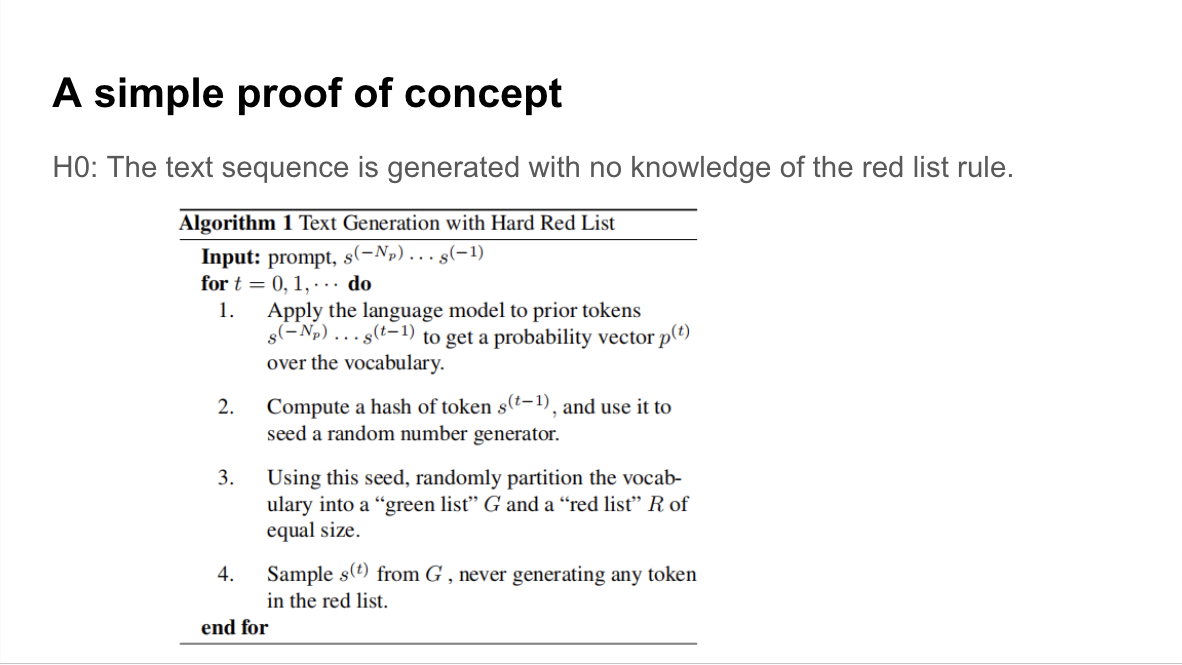 A simple proof of concept
H0: The text sequence is generated with no knowledge of the red list rule.
Algorithm 1 Text Generation with Hard Red List
Input: prompt, s^(−N_p) ⋯ s^(−1)
for t = 0, 1, ⋯ do
1. Apply the language model to prior tokens
s^(−N_p) ⋯ s^(t−1) to get a probability vector p^(t)
over the vocabulary.
2. Compute a hash of token s^(t−1), and use it to
seed a random number generator.
3. Using this seed, randomly partition the vocab-
ulary into a “green list” G and a “red list” R of
equal size.
4. Sample s^(t) from G , never generating any token
in the red list.
end for